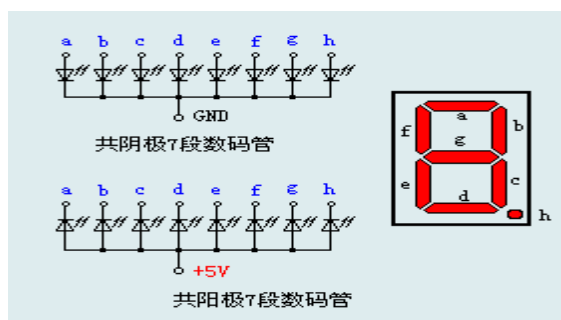 a b c d e f g h
GND
共阴极7段数码管
a b c d e f g h
+5V
共阳极7段数码管
a
f b
g
e c
d
h